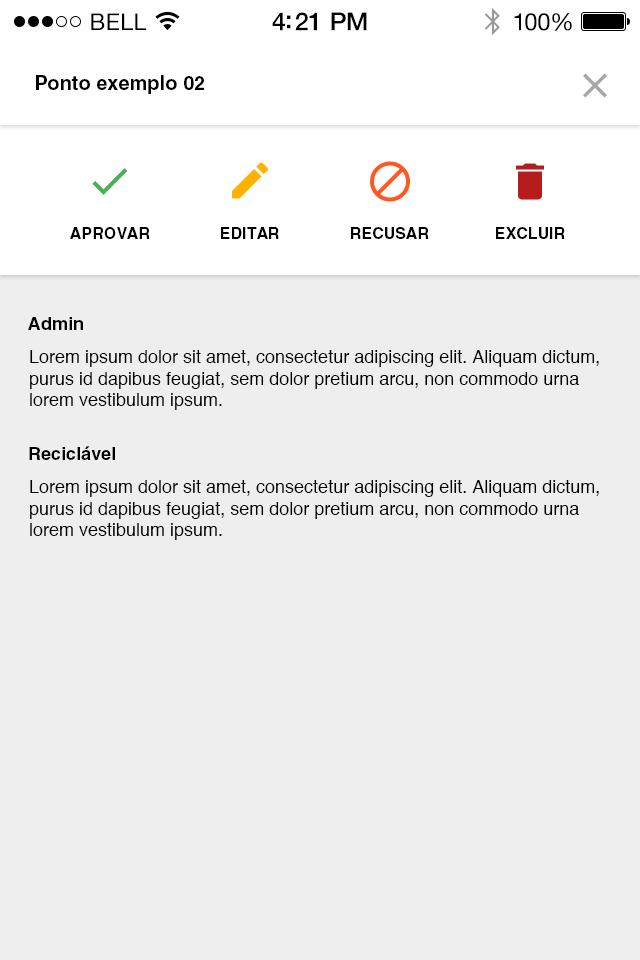 BELL 4:21 PM 100%
Ponto exemplo 02
APROVAR EDITAR RECUSAR EXCLUIR
Admin
Lorem ipsum dolor sit amet, consectetur adipiscing elit. Aliquam dictum,
purus id dapibus feugiat, sem dolor pretium arcu, non commodo urna
lorem vestibulum ipsum.
Reciclável
Lorem ipsum dolor sit amet, consectetur adipiscing elit. Aliquam dictum,
purus id dapibus feugiat, sem dolor pretium arcu, non commodo urna
lorem vestibulum ipsum.